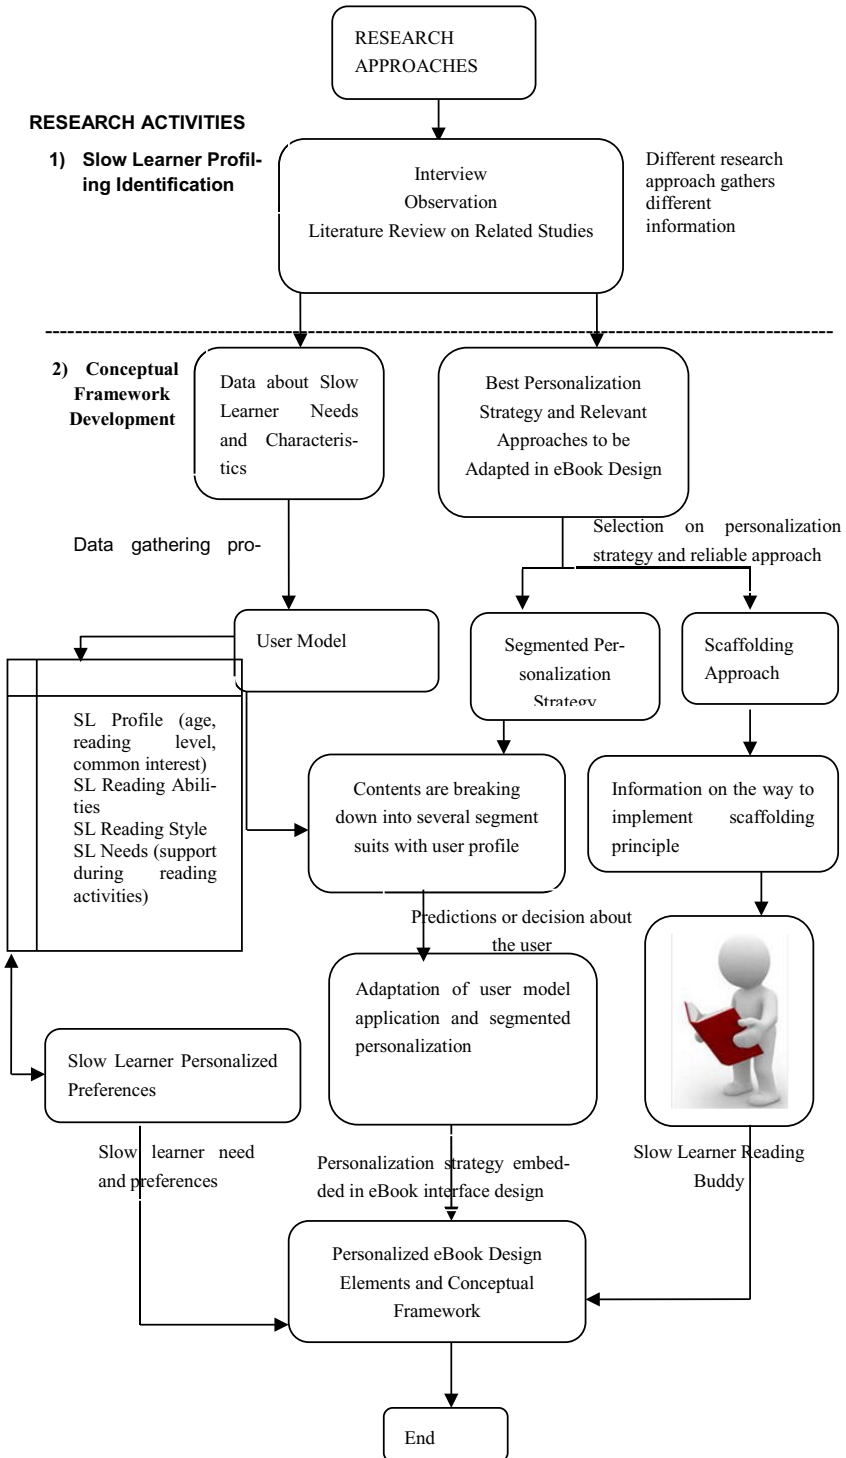 RESEARCH
APPROACHES
RESEARCH ACTIVITIES
1) Slow Learner Profil-
ing Identification
Interview
Observation
Literature Review on Related Studies
Different research
approach gathers
different
information
2) Conceptual
Framework
Development
Data about Slow
Learner Needs
and Characteris-
tics
Best Personalization
Strategy and Relevant
Approaches to be
Adapted in eBook Design
Data gathering pro-
Selection on personalization
strategy and reliable approach
User Model
Segmented Per-
sonalization
Strategy
Scaffolding
Approach
SL Profile (age,
reading level,
common interest)
SL Reading Abili-
ties
SL Reading Style
SL Needs (support
during reading
activities)
Contents are breaking
down into several segment
suits with user profile
Information on the way to
implement scaffolding
principle
Predictions or decision about
the user
Adaptation of user model
application and segmented
personalization
Slow Learner Personalized
Preferences
Slow learner need
and preferences
Personalization strategy embed-
ded in eBook interface design
Slow Learner Reading
Buddy
Personalized eBook Design
Elements and Conceptual
Framework
End